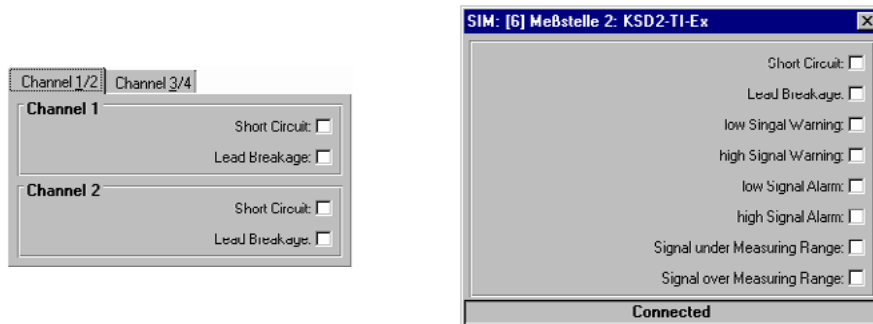 Channel 1/2 Channel 3/4
Channel 1
Short Circuit:
Lead Breakage:
Channel 2
Short Circuit:
Lead Breakage:
SIM: [6] Meßstelle 2: KSD2-TI-Ex
Short Circuit:
Lead Breakage:
low Singal Warning:
high Signal Warning:
low Signal Alarm:
high Signal Alarm:
Signal under Measuring Range:
Signal over Measuring Range:
Connected